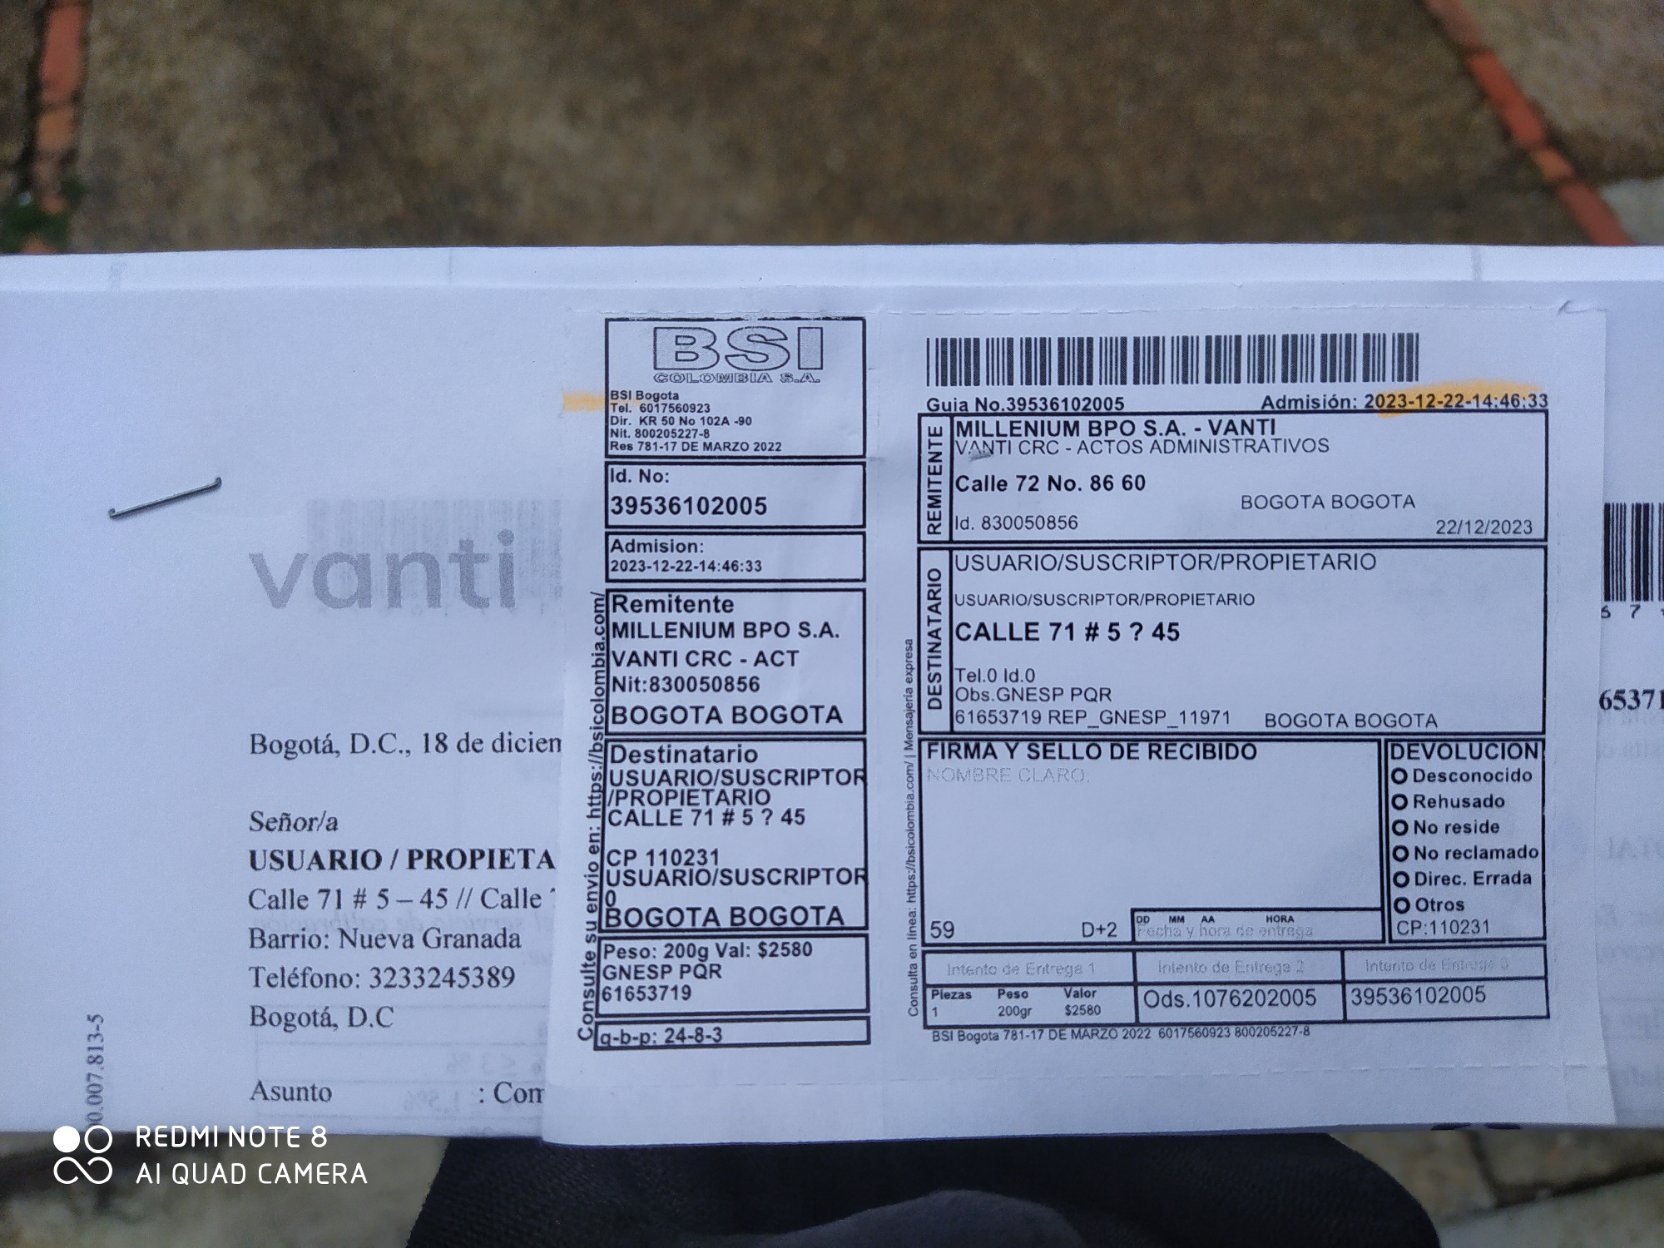 vanti
Bogotá, D.C., 18 de dicien
Señor/a
USUARIO / PROPIETA
Calle 71 # 5 – 45 // Calle
Barrio: Nueva Granada
Teléfono: 3233245389
Bogotá, D.C
Asunto : Com
0.007.813-5
BSI
COLOMBIA S.A.
BSI Bogota
Tel. 6017560923
Dir. KR 50 No 102A -90
Nit. 800205227-8
Res 781-17 DE MARZO 2022
Id. No:
39536102005
Admision:
2023-12-22-14:46:33
Remitente
MILLENIUM BPO S.A.
VANTI CRC - ACT
Nit:830050856
BOGOTA BOGOTA
Destinatario
USUARIO/SUSCRIPTOR
/PROPIETARIO
CALLE 71 # 5 ? 45
CP 110231
USUARIO/SUSCRIPTOR
0
BOGOTA BOGOTA
Peso: 200g Val: $2580
GNESP PQR
61653719
q-b-p: 24-8-3
Consulte su envio en: https://bsicolombia.com/
Guia No.39536102005 Admisión: 2023-12-22-14:46:33
REMITENTE
MILLENIUM BPO S.A. - VANTI
VANTI CRC - ACTOS ADMINISTRATIVOS
Calle 72 No. 86 60
BOGOTA BOGOTA
Id. 830050856
22/12/2023
DESTINATARIO
USUARIO/SUSCRIPTOR/PROPIETARIO
USUARIO/SUSCRIPTOR/PROPIETARIO
CALLE 71 # 5 ? 45
Tel.0 Id.0
Obs.GNESP PQR
61653719 REP_GNESP_11971 BOGOTA BOGOTA
FIRMA Y SELLO DE RECIBIDO
NOMBRE CLARO:
59 D+2
DD MM AA HORA
Fecha y hora de entrega
DEVOLUCION
Desconocido
Rehusado
No reside
No reclamado
Direc. Errada
Otros
CP:110231
Intento de Entrega 1 Intento de Entrega 2 Intento de Entrega 3
Piezas Peso Valor
1 200gr $2580
Ods.1076202005 39536102005
BSI Bogota 781-17 DE MARZO 2022 6017560923 800205227-8
Consulta en línea: https://bsicolombia.com/ | Mensajería expresa
6 7
65371
REDMI NOTE 8
AI QUAD CAMERA